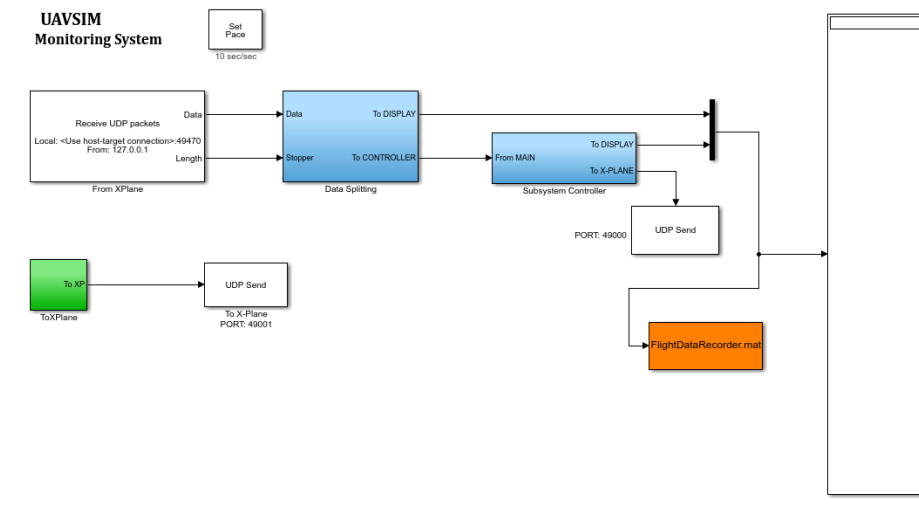 UAVSIM
Monitoring System
Set
Pace
10 sec/sec
Receive UDP packets
Local: <Use host-target connection>:49470
From: 127.0.0.1
Data
Length
From XPlane
Data
Stopper
To DISPLAY
To CONTROLLER
Data Splitting
From MAIN
To DISPLAY
To X-PLANE
Subsystem Controller
PORT: 49000
UDP Send
To XP
ToXPlane
UDP Send
To X-Plane
PORT: 49001
FlightDataRecorder.mat